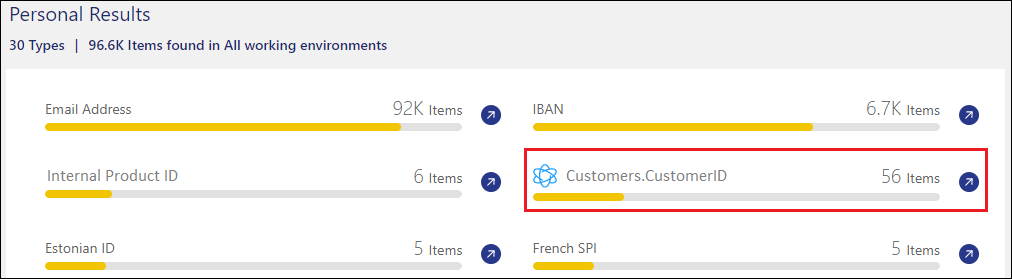 Personal Results
30 Types | 96.6K Items found in All working environments
Email Address 92K Items
IBAN 6.7K Items
Internal Product ID 6 Items
Customers.CustomerID 56 Items
Estonian ID 5 Items
French SPI 5 Items